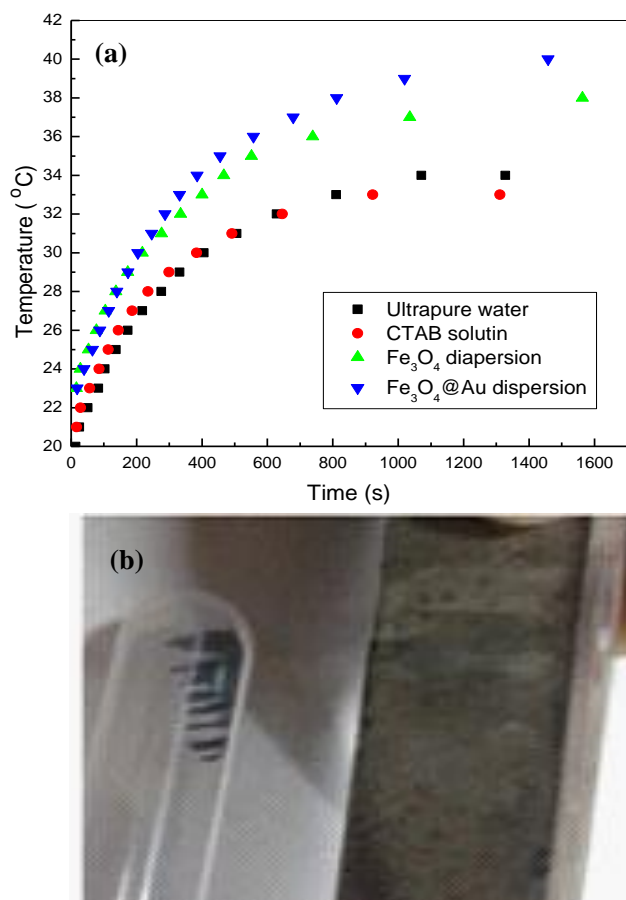 (a)
40
38
36
34
32
30
28
26
24
22
20
Temperature (°C)
Ultrapure water
CTAB solutin
Fe₃O₄ diapersion
Fe₃O₄@Au dispersion
0 200 400 600 800 1000 1200 1400 1600
Time (s)
(b)